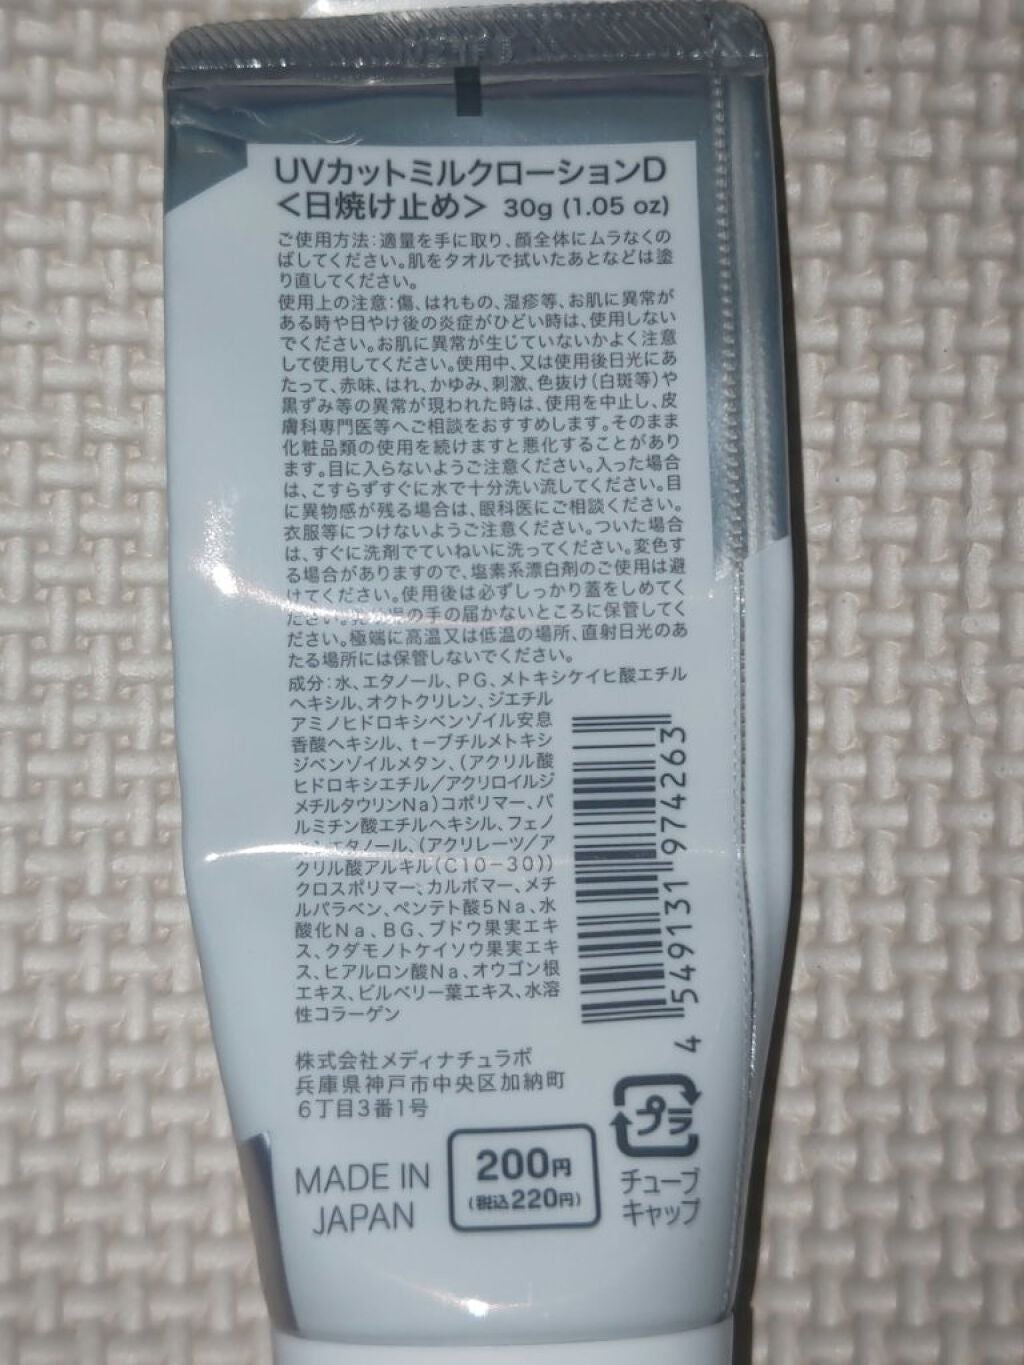 UVカットミルクローションD
<日焼け止め> 30g (1.05 oz)
ご使用方法:適量を手に取り、顔全体にムラなくの
ばしてください。肌をタオルで拭いたあとなどは塗
り直してください。
使用上の注意:傷、はれもの、湿疹等、お肌に異常が
ある時や日やけ後の炎症がひどい時は、使用しない
でください。お肌に異常が生じていないかよく注意
して使用してください。使用中、又は使用後日光にあ
たって、赤味、はれ、かゆみ、刺激、色抜け(白斑等)や
黒ずみ等の異常が現われた時は、使用を中止し、皮
膚科専門医等へご相談をおすすめします。そのまま
化粧品類の使用を続けますと悪化することがあり
ます。目に入らないようご注意ください。入った場合
は、こすらずすぐに水で十分洗い流してください。目
に異物感が残る場合は、眼科医にご相談ください。
衣服等につけないようご注意ください。ついた場合
は、すぐに洗剤でていねいに洗ってください。変色す
る場合がありますので、塩素系漂白剤のご使用は避
けてください。使用後は必ずしっかり蓋をしめてく
ださい。の手の届かないところに保管してく
ださい。極端に高温又は低温の場所、直射日光のあ
たる場所には保管しないでください。
成分:水、エタノール、PG、メトキシケイヒ酸エチル
ヘキシル、オクトクリレン、ジエチル
アミノヒドロキシベンゾイル安息
香酸ヘキシル、t−ブチルメトキシ
ジベンゾイルメタン、(アクリル酸
ヒドロキシエチル/アクリロイルジ
メチルタウリンNa)コポリマー、パ
ルミチン酸エチルヘキシル、フェノ
エタノール、(アクリレーツ/ア
クリル酸アルキル(C10−30))
クロスポリマー、カルボマー、メチ
ルパラベン、ペンテト酸5Na、水
酸化Na、BG、ブドウ果実エキ
ス、クダモノトケイソウ果実エキ
ス、ヒアルロン酸Na、オウゴン根
エキス、ビルベリー葉エキス、水溶
性コラーゲン
4 549131 974263
株式会社メディナチュラボ
兵庫県神戸市中央区加納町
6丁目3番1号
MADE IN
JAPAN
200円
(税込220円)
プラ
チューブ
キャップ